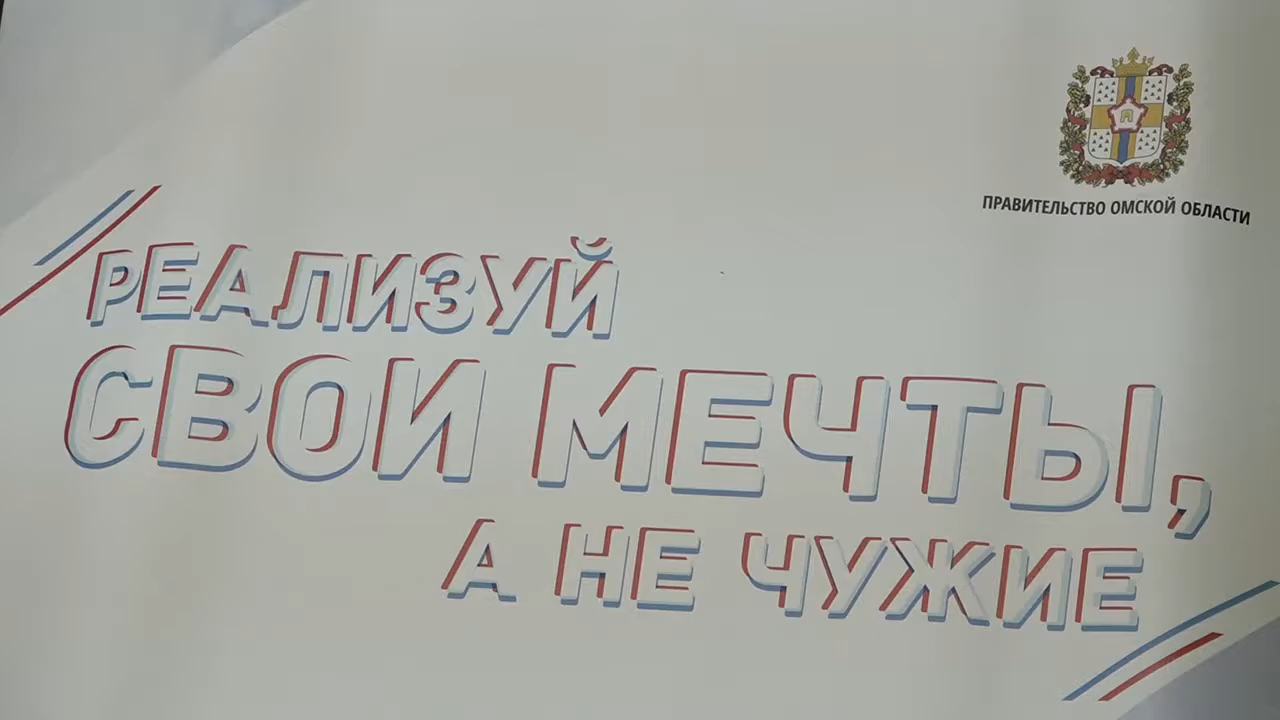 ПРАВИТЕЛЬСТВО ОМСКОЙ ОБЛАСТИ
РЕАЛИЗУЙ
СВОИ МЕЧТЫ,
А НЕ ЧУЖИЕ